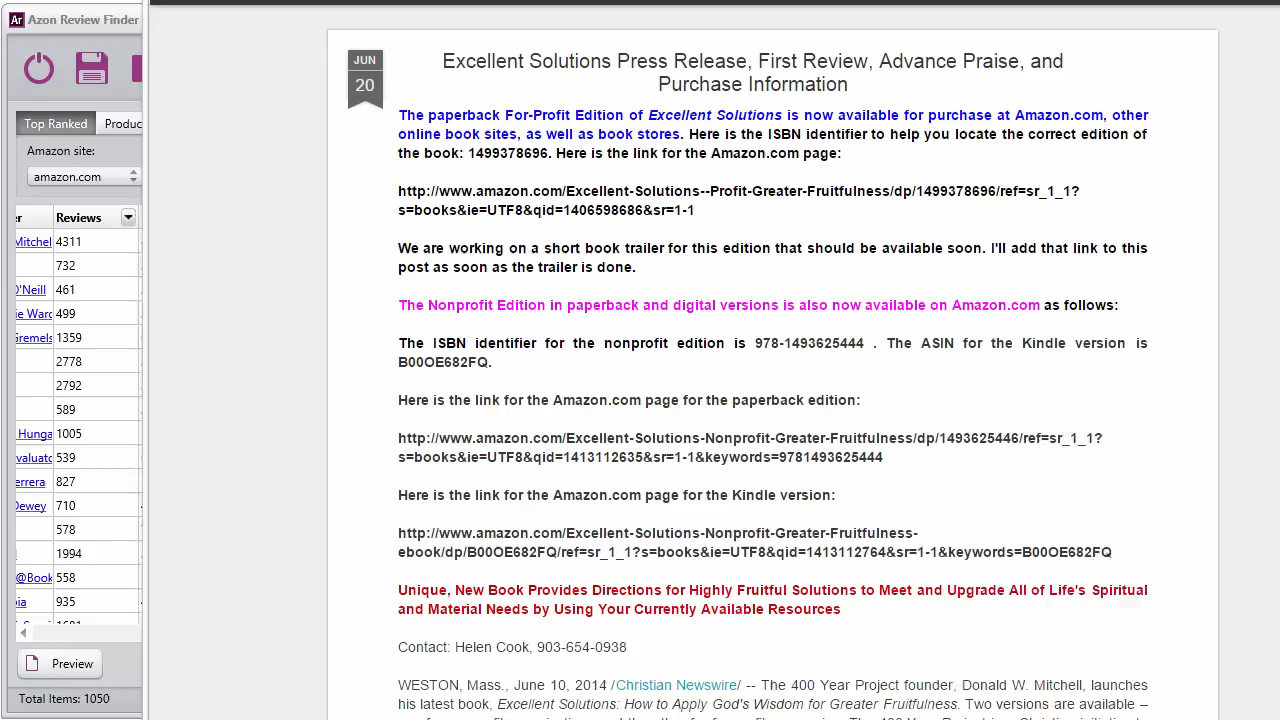 Azon Review Finder
Top Ranked
Produc
Amazon site:
amazon.com
er Reviews
Mitchel 4311
732
O'Neill 461
ie Ward 499
Gremels 1359
2778
2792
589
Hunga 1005
valuato 539
errera 827
Dewey 710
578
1994
@Book 558
ia 935
Preview
Total Items: 1050
JUN
20
Excellent Solutions Press Release, First Review, Advance Praise, and
Purchase Information
The paperback For-Profit Edition of Excellent Solutions is now available for purchase at Amazon.com, other
online book sites, as well as book stores. Here is the ISBN identifier to help you locate the correct edition of
the book: 1499378696. Here is the link for the Amazon.com page:
http://www.amazon.com/Excellent-Solutions--Profit-Greater-Fruitfulness/dp/1499378696/ref=sr_1_1?
s=books&ie=UTF8&qid=1406598686&sr=1-1
We are working on a short book trailer for this edition that should be available soon. I'll add that link to this
post as soon as the trailer is done.
The Nonprofit Edition in paperback and digital versions is also now available on Amazon.com as follows:
The ISBN identifier for the nonprofit edition is 978-1493625444 . The ASIN for the Kindle version is
B00OE682FQ.
Here is the link for the Amazon.com page for the paperback edition:
http://www.amazon.com/Excellent-Solutions-Nonprofit-Greater-Fruitfulness/dp/1493625446/ref=sr_1_1?
s=books&ie=UTF8&qid=1413112635&sr=1-1&keywords=9781493625444
Here is the link for the Amazon.com page for the Kindle version:
http://www.amazon.com/Excellent-Solutions-Nonprofit-Greater-Fruitfulness-
ebook/dp/B00OE682FQ/ref=sr_1_1?s=books&ie=UTF8&qid=1413112764&sr=1-1&keywords=B00OE682FQ
Unique, New Book Provides Directions for Highly Fruitful Solutions to Meet and Upgrade All of Life's Spiritual
and Material Needs by Using Your Currently Available Resources
Contact: Helen Cook, 903-654-0938
WESTON, Mass., June 10, 2014 /Christian Newswire/ -- The 400 Year Project founder, Donald W. Mitchell, launches
his latest book, Excellent Solutions: How to Apply God's Wisdom for Greater Fruitfulness. Two versions are available –